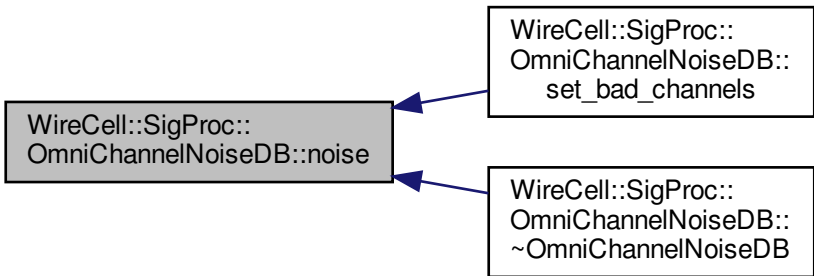 WireCell::SigProc::
OmniChannelNoiseDB::noise
WireCell::SigProc::
OmniChannelNoiseDB::
set_bad_channels
WireCell::SigProc::
OmniChannelNoiseDB::
~OmniChannelNoiseDB